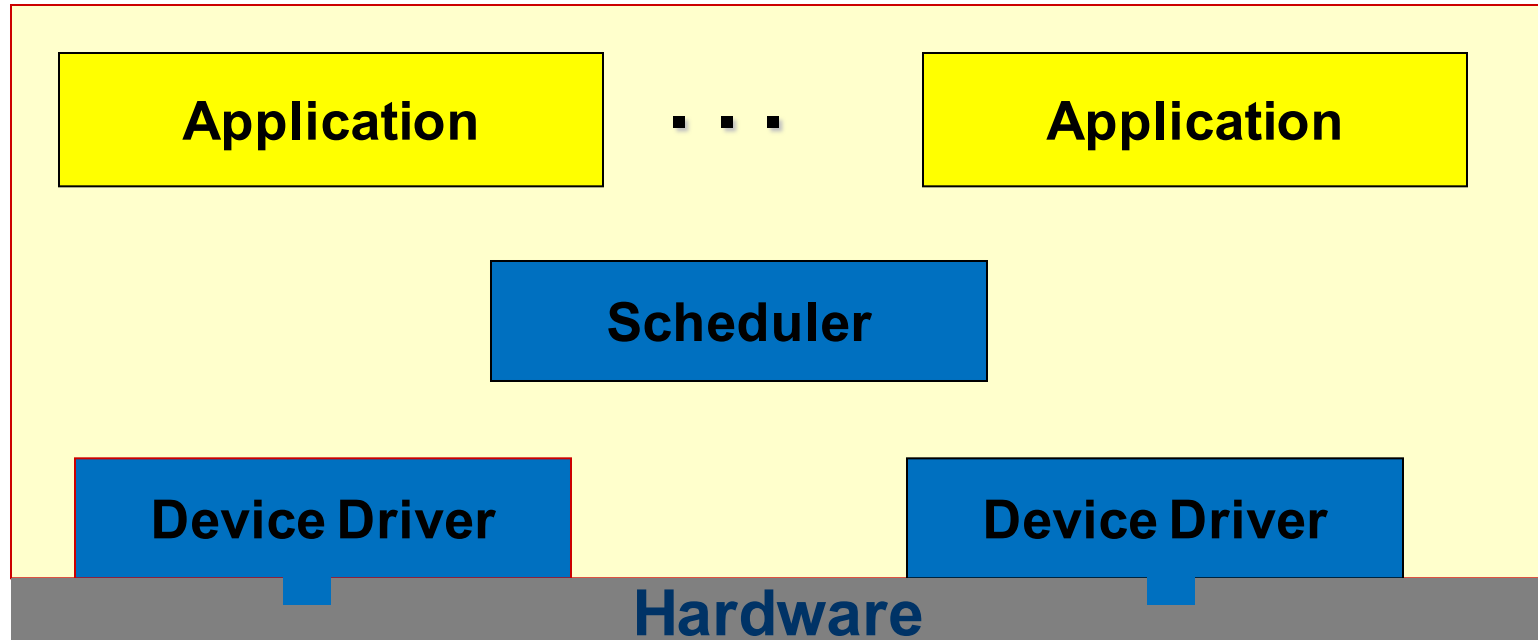 Application . . . Application
Scheduler
Device Driver Device Driver
Hardware